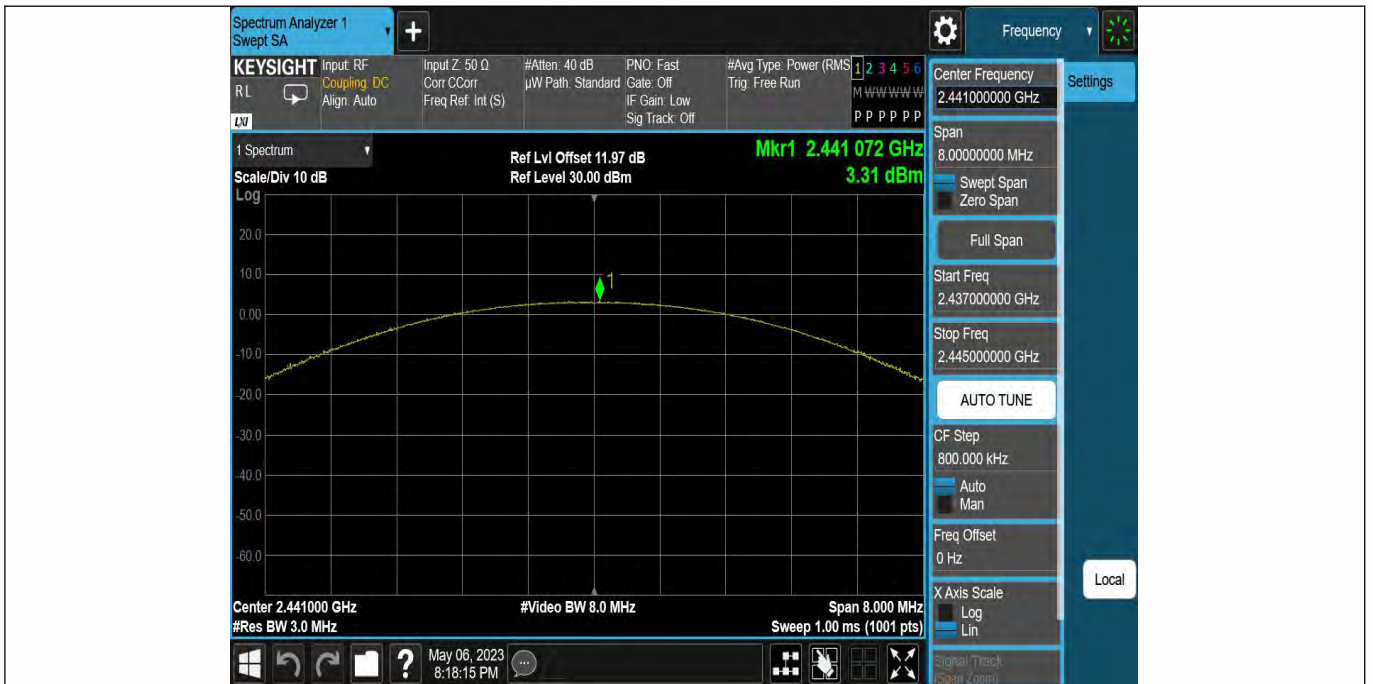 Spectrum Analyzer 1
Swept SA
+
Frequency
KEYSIGHT
RL
LXI
Input: RF
Coupling: DC
Align: Auto
Input Z: 50 Ω
Corr CCorr
Freq Ref: Int (S)
#Atten: 40 dB
µW Path: Standard
PNO: Fast
Gate: Off
IF Gain: Low
Sig Track: Off
#Avg Type: Power (RMS
Trig: Free Run
1 2 3 4 5 6
M W W W W W
P P P P P P
1 Spectrum
Scale/Div 10 dB
Log
Ref Lvl Offset 11.97 dB
Ref Level 30.00 dBm
Mkr1 2.441 072 GHz
3.31 dBm
20.0
10.0
1
0.00
-10.0
-20.0
-30.0
-40.0
-50.0
-60.0
Center 2.441000 GHz
#Res BW 3.0 MHz
#Video BW 8.0 MHz
Span 8.000 MHz
Sweep 1.00 ms (1001 pts)
?
May 06, 2023
8:18:15 PM
Center Frequency
2.441000000 GHz
Span
8.00000000 MHz
Swept Span
Zero Span
Full Span
Start Freq
2.437000000 GHz
Stop Freq
2.445000000 GHz
AUTO TUNE
CF Step
800.000 kHz
Auto
Man
Freq Offset
0 Hz
X Axis Scale
Log
Lin
Signal Track
(Span Zoom)
Settings
Local